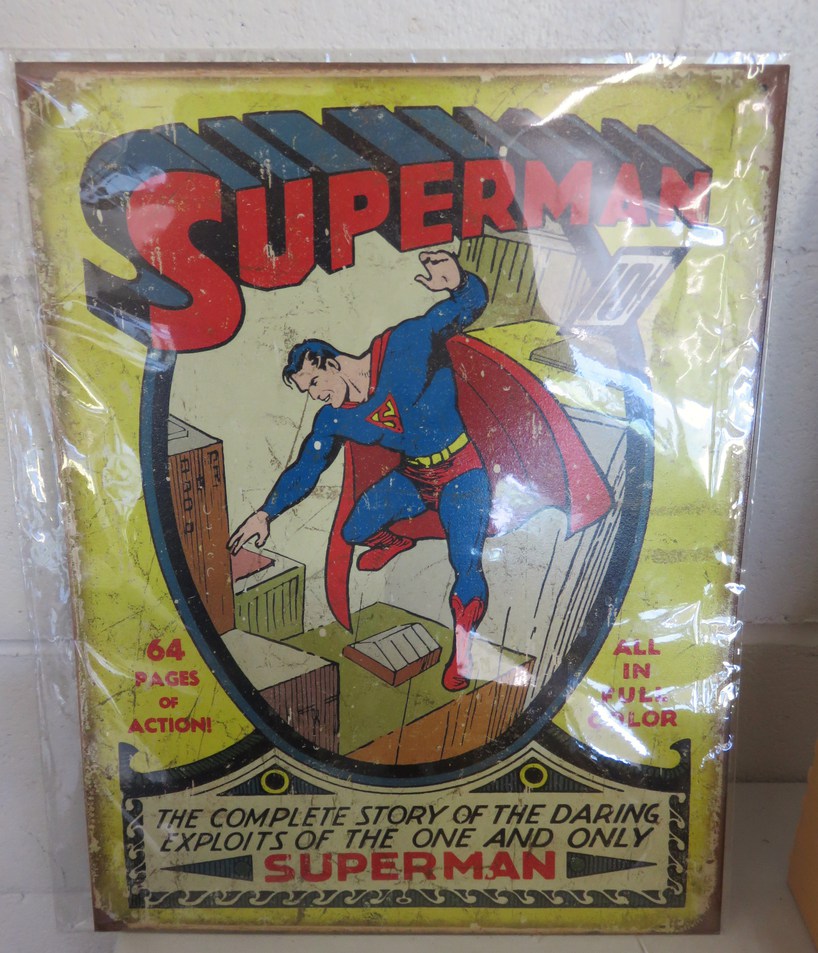 SUPERMAN
10¢
64
PAGES
OF
ACTION!
ALL
IN
FULL
COLOR
THE COMPLETE STORY OF THE DARING
EXPLOITS OF THE ONE AND ONLY
SUPERMAN